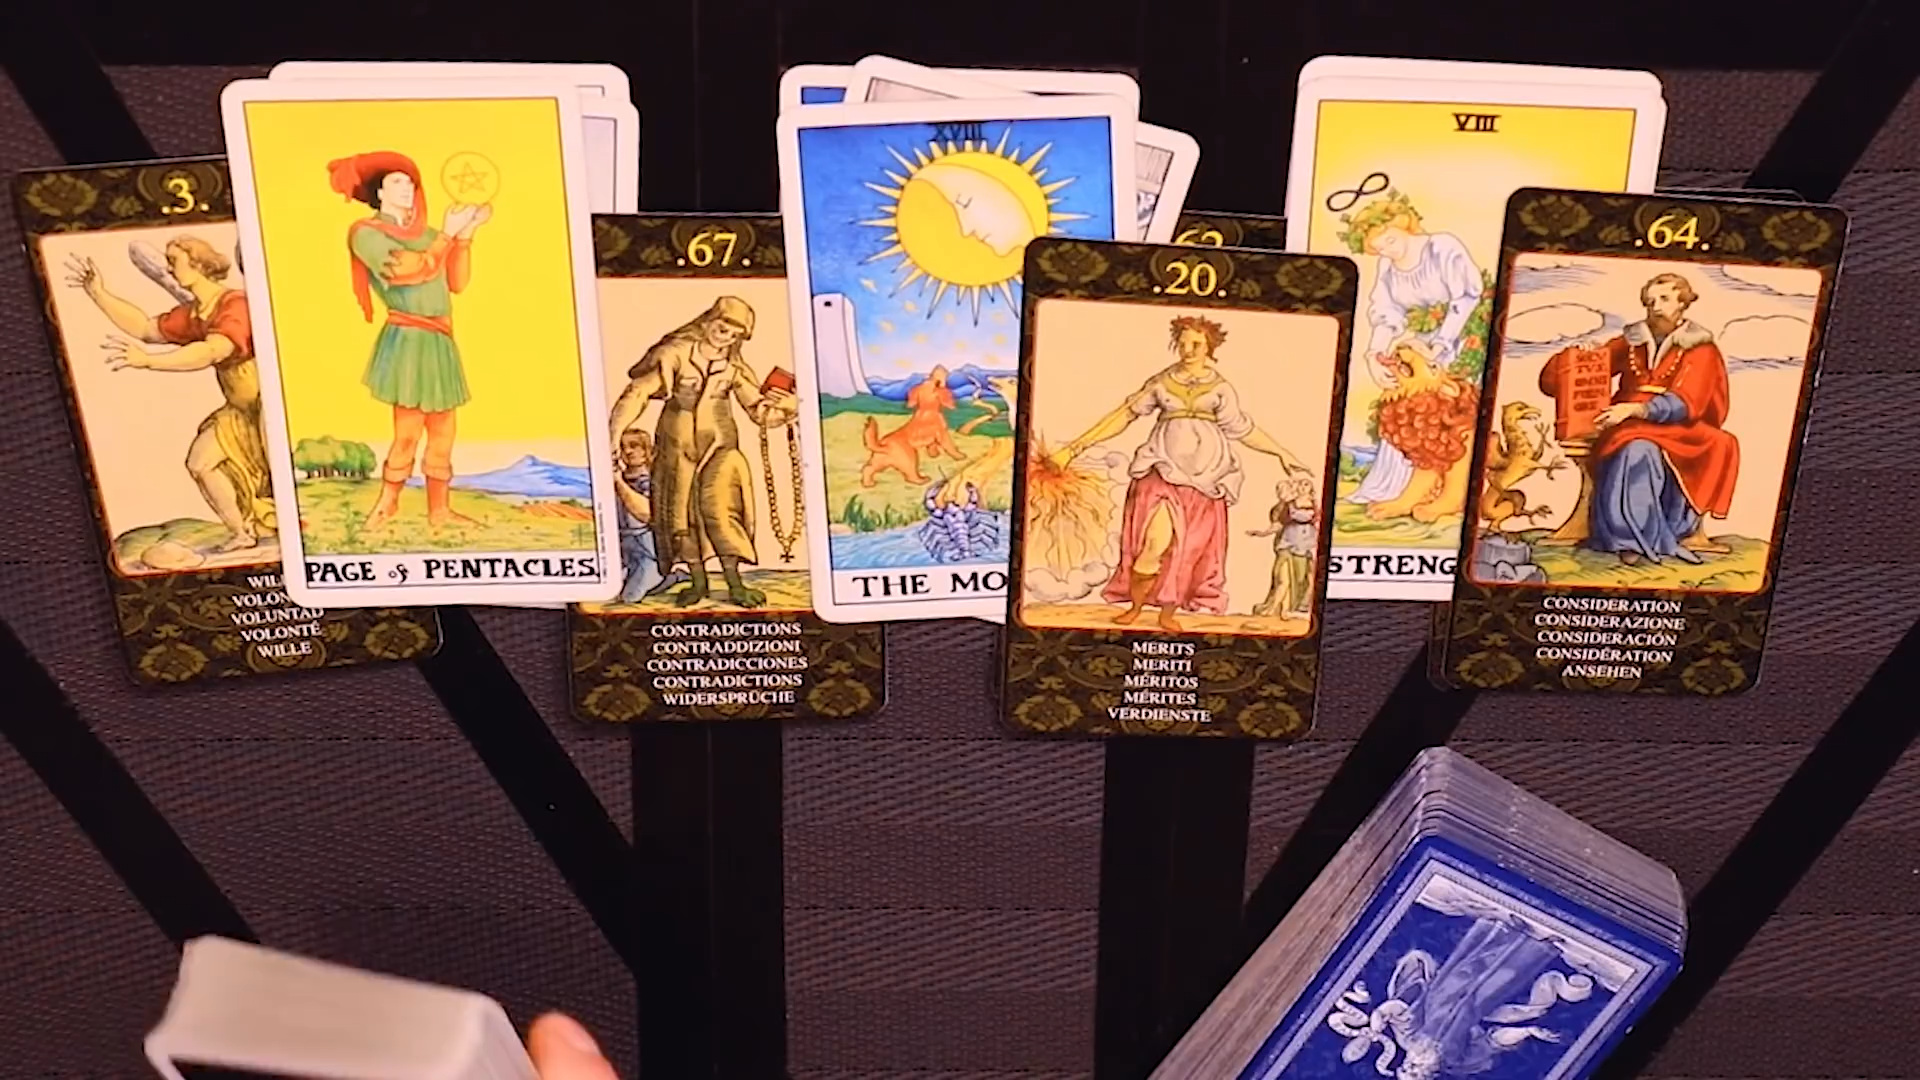 .3.
WIL
VOLON
VOLUNTAD
VOLONTÉ
WILLE
PAGE of PENTACLES.
.67.
CONTRADICTIONS
CONTRADDIZIONI
CONTRADICCIONES
CONTRADICTIONS
WIDERSPRÜCHE
XVIII
THE MO
.20.
MERITS
MERITI
MÉRITOS
MÉRITES
VERDIENSTE
VIII
STRENG
.64.
CONSIDERATION
CONSIDERAZIONE
CONSIDERACIÓN
CONSIDÉRATION
ANSEHEN